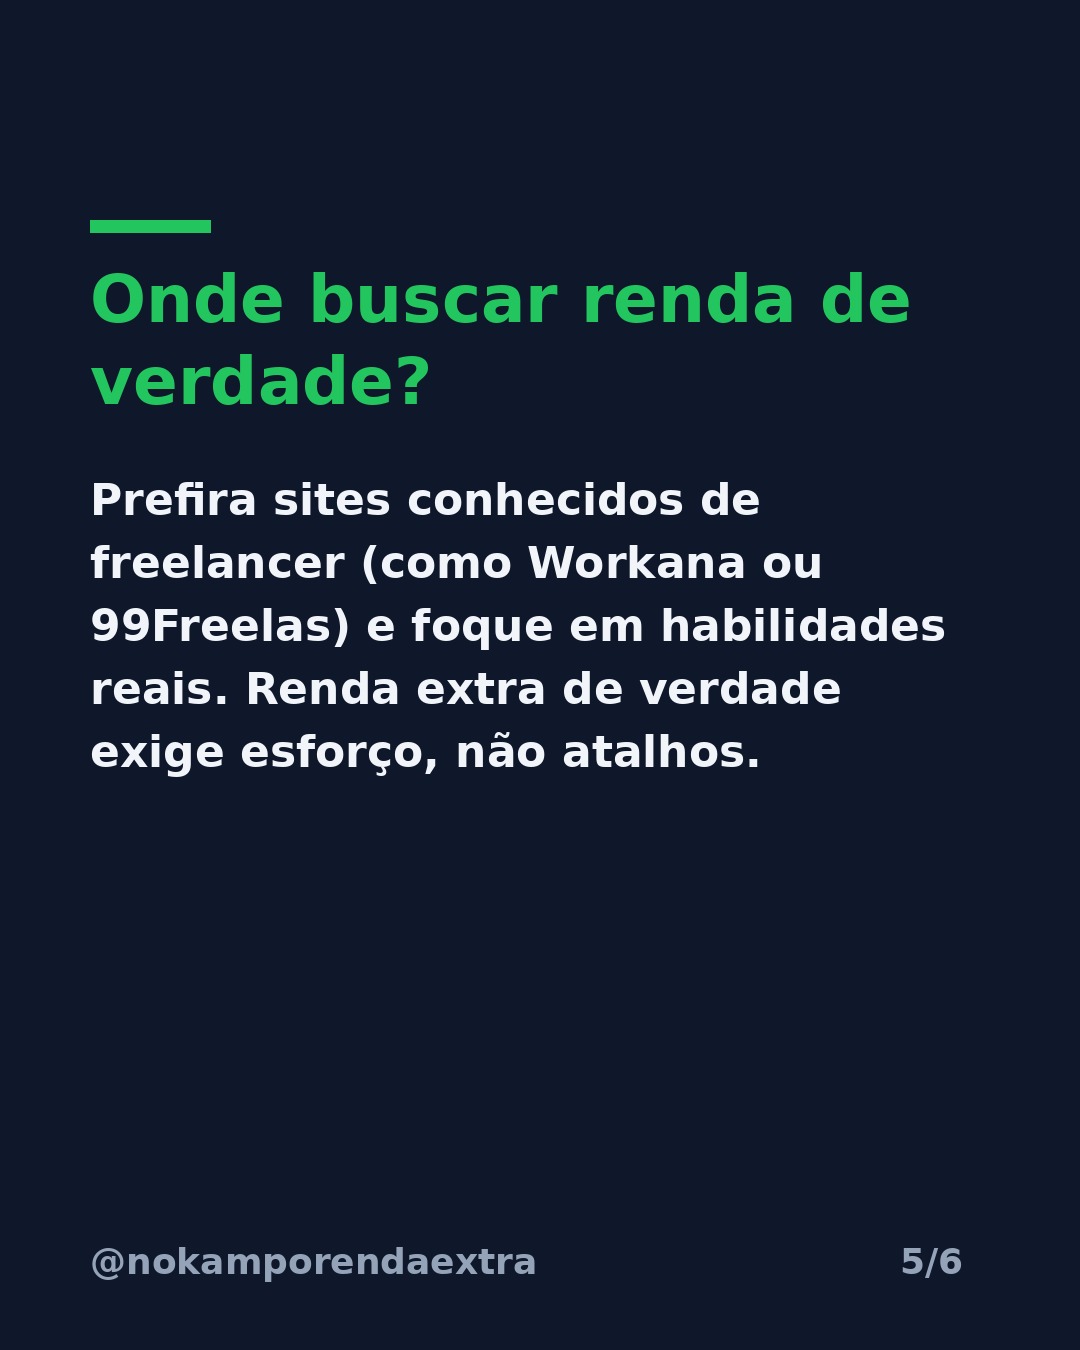 Onde buscar renda de
verdade?
Prefira sites conhecidos de
freelancer (como Workana ou
99Freelas) e foque em habilidades
reais. Renda extra de verdade
exige esforço, não atalhos.
@nokamporendaextra
5/6